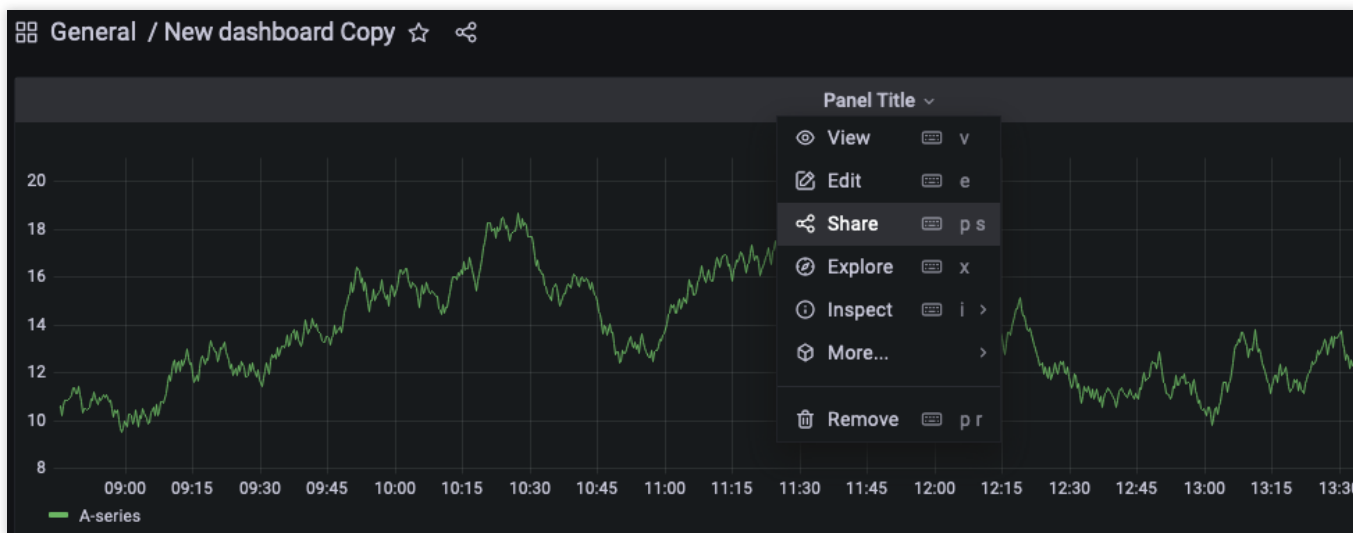 General / New dashboard Copy
Panel Title
View v
Edit e
Share p s
Explore x
Inspect i >
More... >
Remove p r
20
18
16
14
12
10
8
09:00 09:15 09:30 09:45 10:00 10:15 10:30 10:45 11:00 11:15 11:30 11:45 12:00 12:15 12:30 12:45 13:00 13:15 13:30
A-series